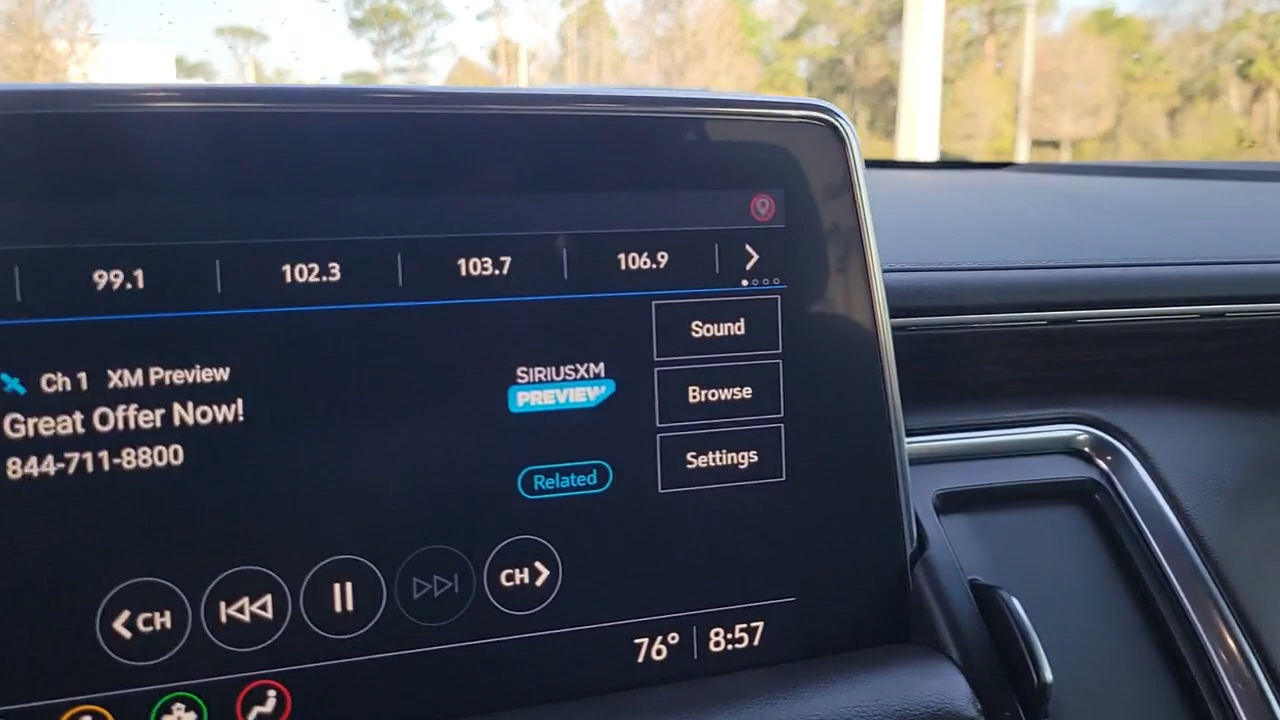 99.1 102.3 103.7 106.9
Sound
Ch 1 XM Preview
Great Offer Now!
844-711-8800
SIRIUSXM
PREVIEW
Browse
Settings
Related
CH
CH
76° 8:57